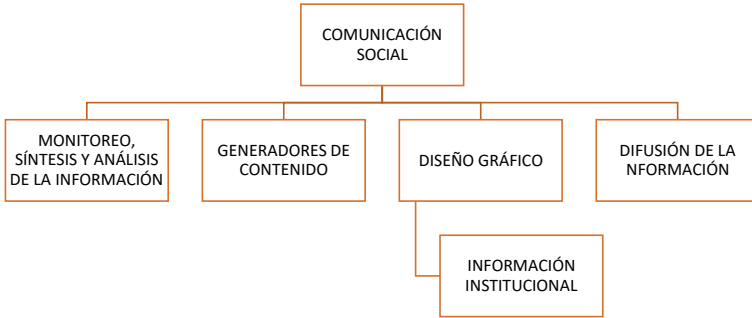 COMUNICACIÓN
SOCIAL
MONITOREO,
SÍNTESIS Y ANÁLISIS
DE LA INFORMACIÓN
GENERADORES DE
CONTENIDO
DISEÑO GRÁFICO
DIFUSIÓN DE LA
NFORMACIÓN
INFORMACIÓN
INSTITUCIONAL